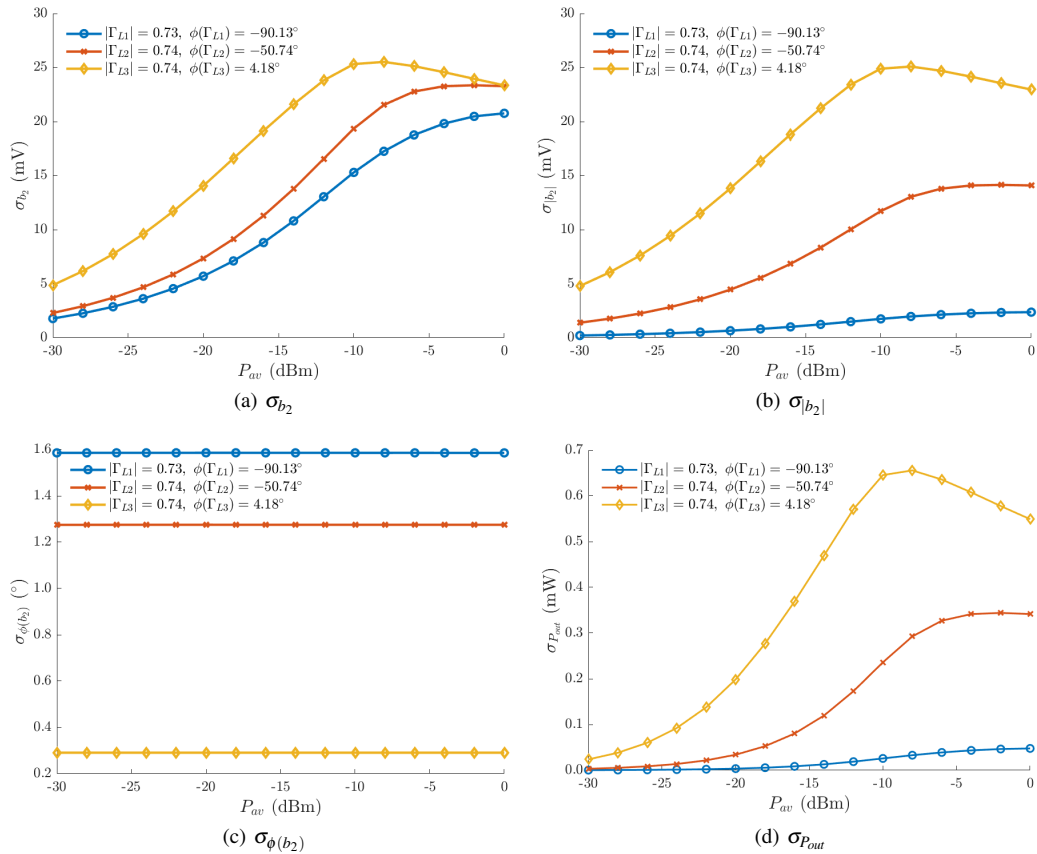 30
25
20
15
10
5
0
σ_{b_2} (mV)
|Γ_{L1}| = 0.73, ϕ(Γ_{L1}) = −90.13°
|Γ_{L2}| = 0.74, ϕ(Γ_{L2}) = −50.74°
|Γ_{L3}| = 0.74, ϕ(Γ_{L3}) = 4.18°
-30 -25 -20 -15 -10 -5 0
P_{av} (dBm)
(a) σ_{b_2}
30
25
20
15
10
5
0
σ_{|b_2|} (mV)
|Γ_{L1}| = 0.73, ϕ(Γ_{L1}) = −90.13°
|Γ_{L2}| = 0.74, ϕ(Γ_{L2}) = −50.74°
|Γ_{L3}| = 0.74, ϕ(Γ_{L3}) = 4.18°
-30 -25 -20 -15 -10 -5 0
P_{av} (dBm)
(b) σ_{|b_2|}
1.6
1.4
1.2
1.0
0.8
0.6
0.4
0.2
σ_{ϕ(b_2)} (°)
|Γ_{L1}| = 0.73, ϕ(Γ_{L1}) = −90.13°
|Γ_{L2}| = 0.74, ϕ(Γ_{L2}) = −50.74°
|Γ_{L3}| = 0.74, ϕ(Γ_{L3}) = 4.18°
-30 -25 -20 -15 -10 -5 0
P_{av} (dBm)
(c) σ_{ϕ(b_2)}
0.7
0.6
0.5
0.4
0.3
0.2
0.1
0.0
σ_{P_{out}} (mW)
|Γ_{L1}| = 0.73, ϕ(Γ_{L1}) = −90.13°
|Γ_{L2}| = 0.74, ϕ(Γ_{L2}) = −50.74°
|Γ_{L3}| = 0.74, ϕ(Γ_{L3}) = 4.18°
-30 -25 -20 -15 -10 -5 0
P_{av} (dBm)
(d) σ_{P_{out}}